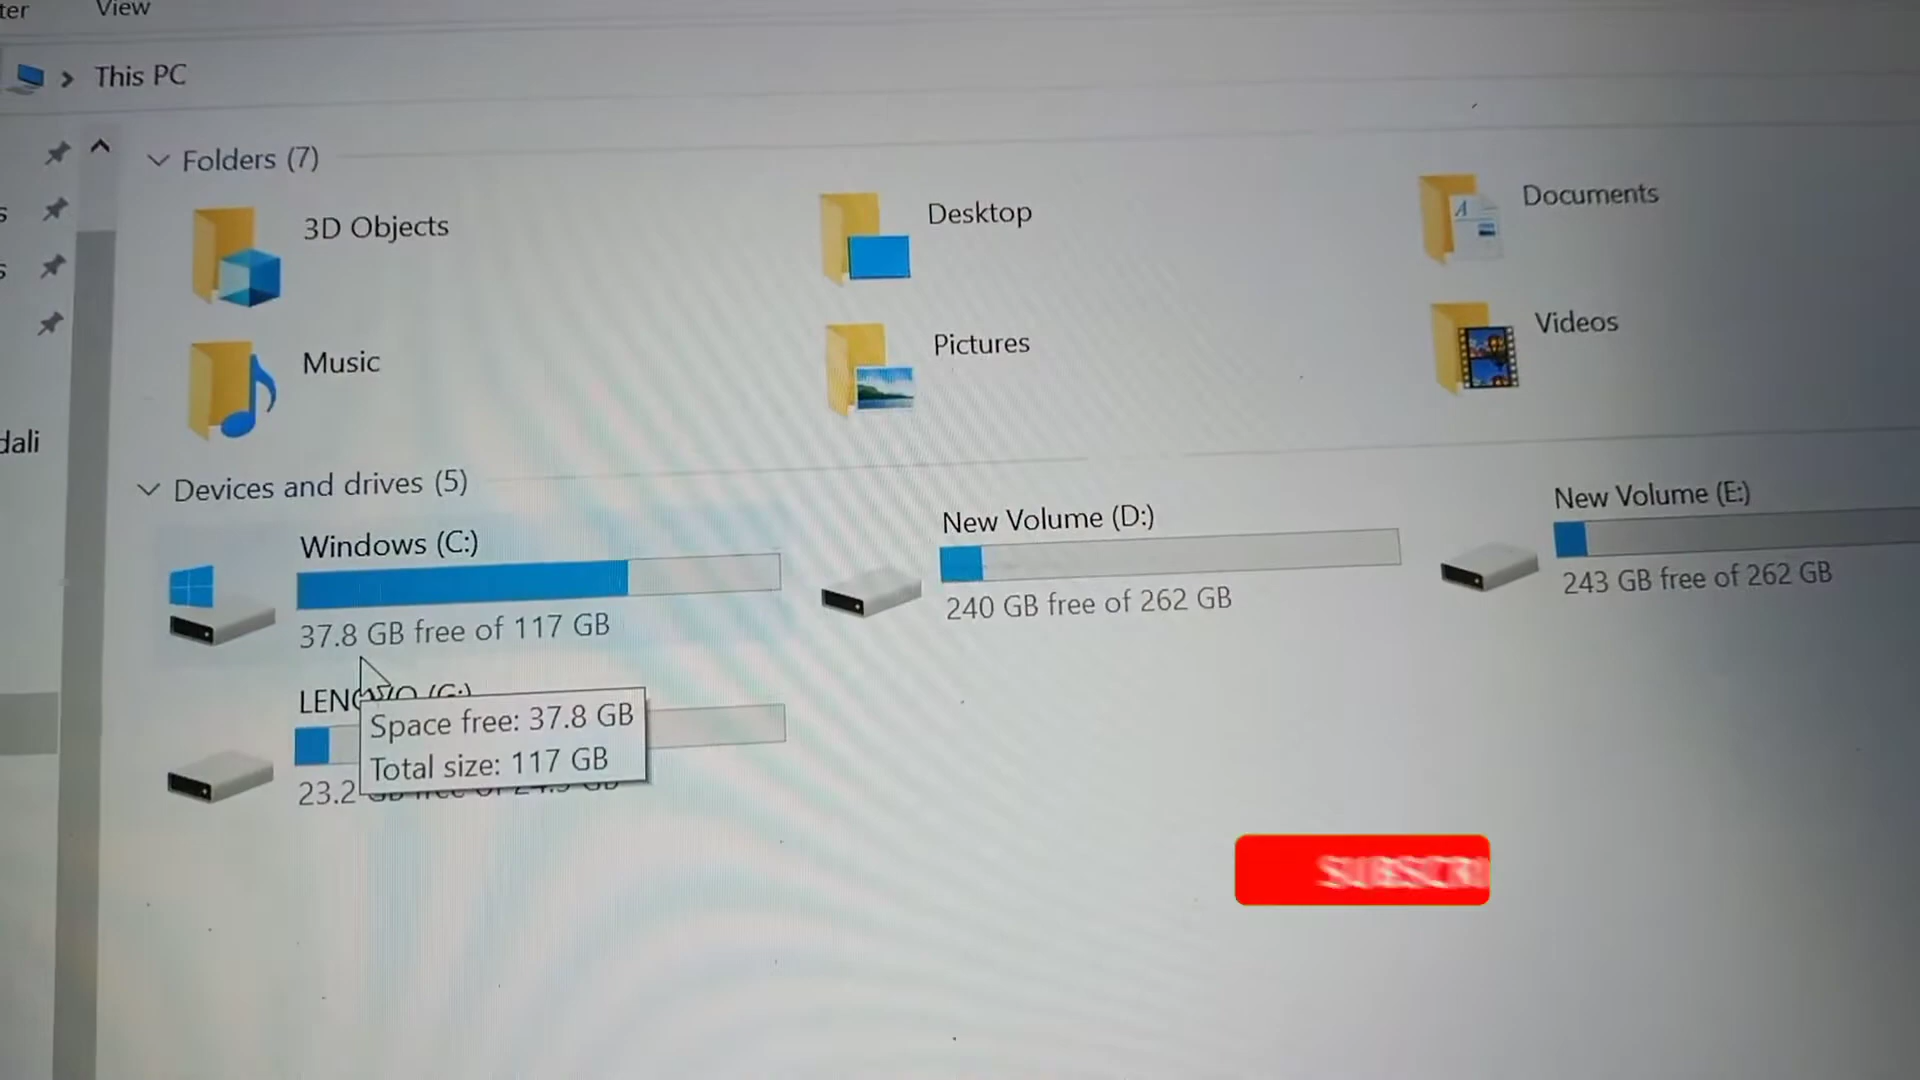 ter View
This PC
Folders (7)
3D Objects
Desktop
Documents
Music
Pictures
Videos
dali
Devices and drives (5)
Windows (C:)
37.8 GB free of 117 GB
New Volume (D:)
240 GB free of 262 GB
New Volume (E:)
243 GB free of 262 GB
Space free: 37.8 GB
Total size: 117 GB
23.2
SUBSCRI